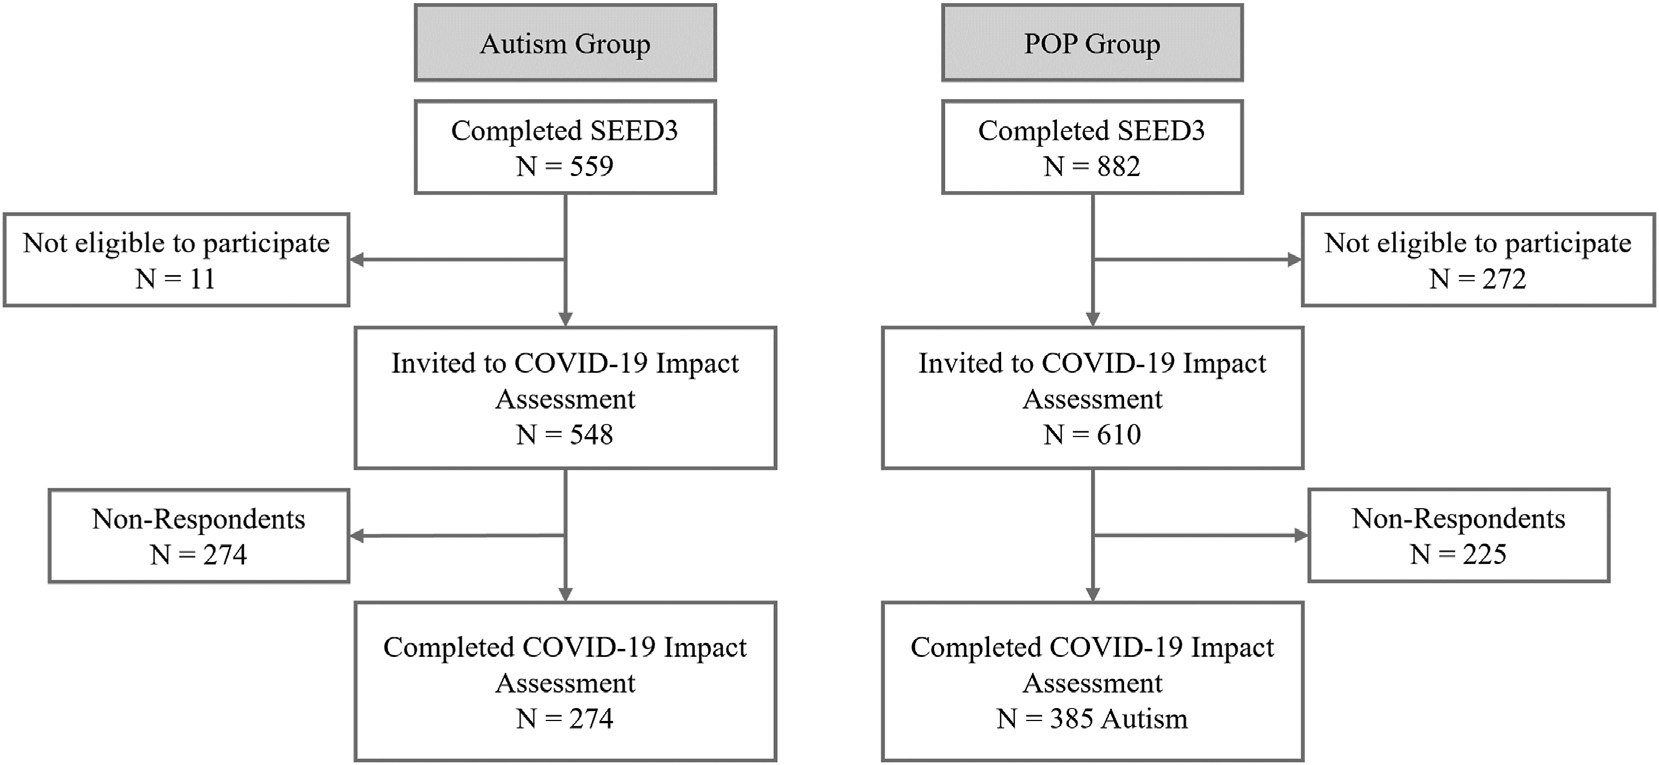 Autism Group
POP Group
Completed SEED3
N = 559
Completed SEED3
N = 882
Not eligible to participate
N = 11
Not eligible to participate
N = 272
Invited to COVID-19 Impact
Assessment
N = 548
Invited to COVID-19 Impact
Assessment
N = 610
Non-Respondents
N = 274
Non-Respondents
N = 225
Completed COVID-19 Impact
Assessment
N = 274
Completed COVID-19 Impact
Assessment
N = 385 Autism